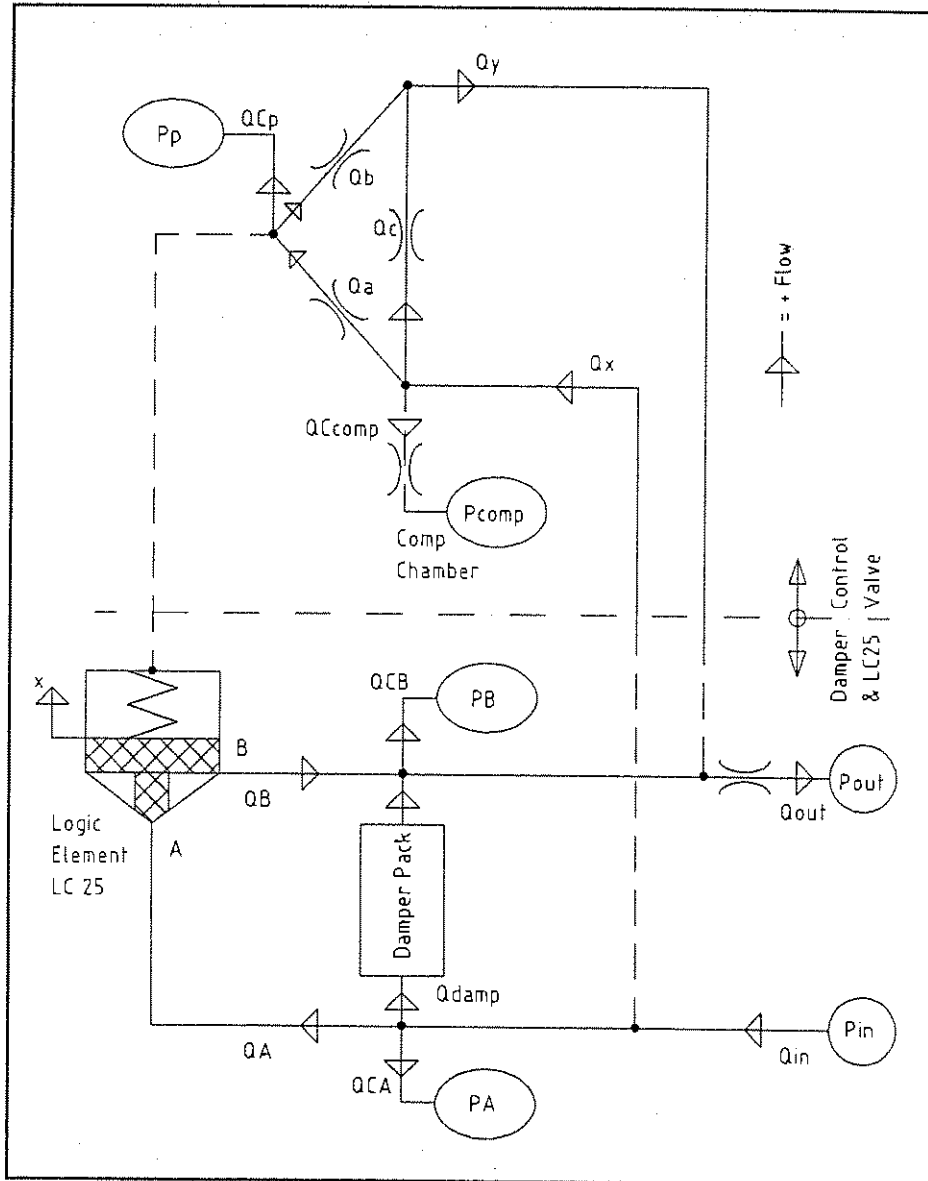 Qy
QCp
Pp
Qb
Qc
Qa
= + Flow
Qx
QCcomp
Pcomp
Comp
Chamber
Damper Control
& LC25 Valve
x
QCB
PB
B
QB
Pout
Qout
Logic
Element
LC 25
A
Damper Pack
Qdamp
QA
Pin
Qin
QCA
PA